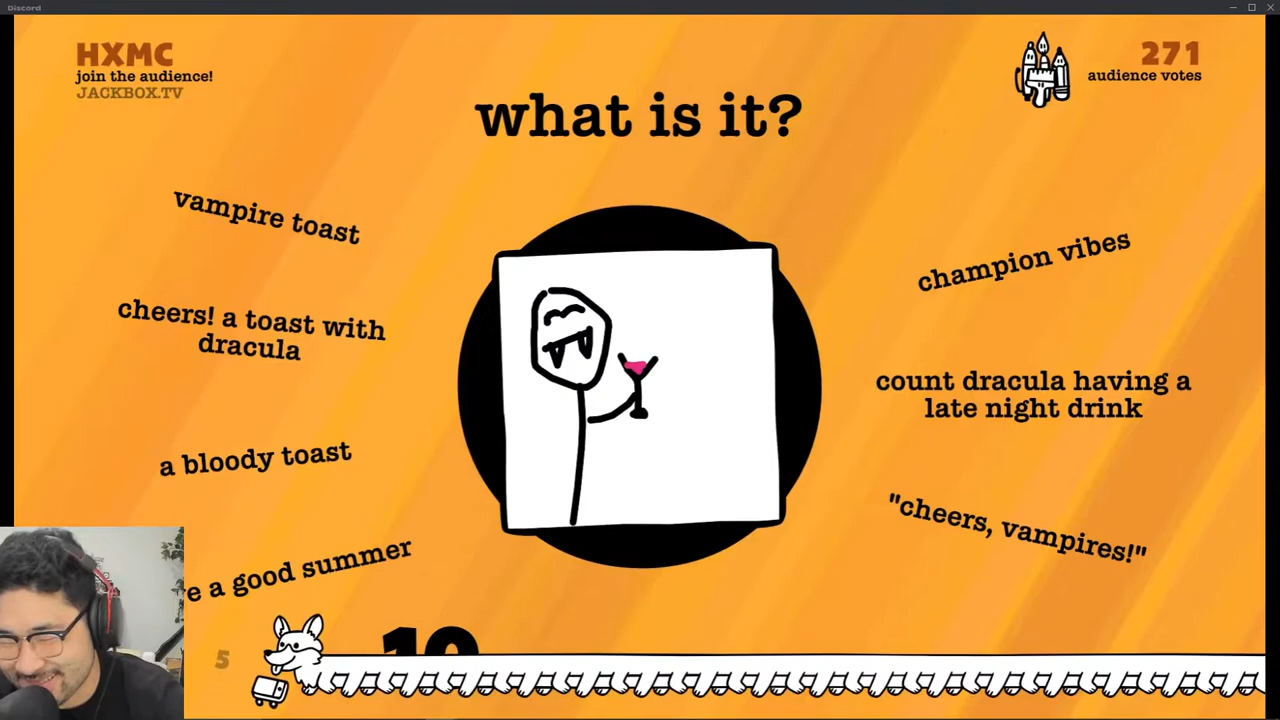 Discord
HXMC
join the audience!
JACKBOX.TV
271
audience votes
what is it?
vampire toast
cheers! a toast with
dracula
a bloody toast
e a good summer
champion vibes
count dracula having a
late night drink
"cheers, vampires!"
5
10